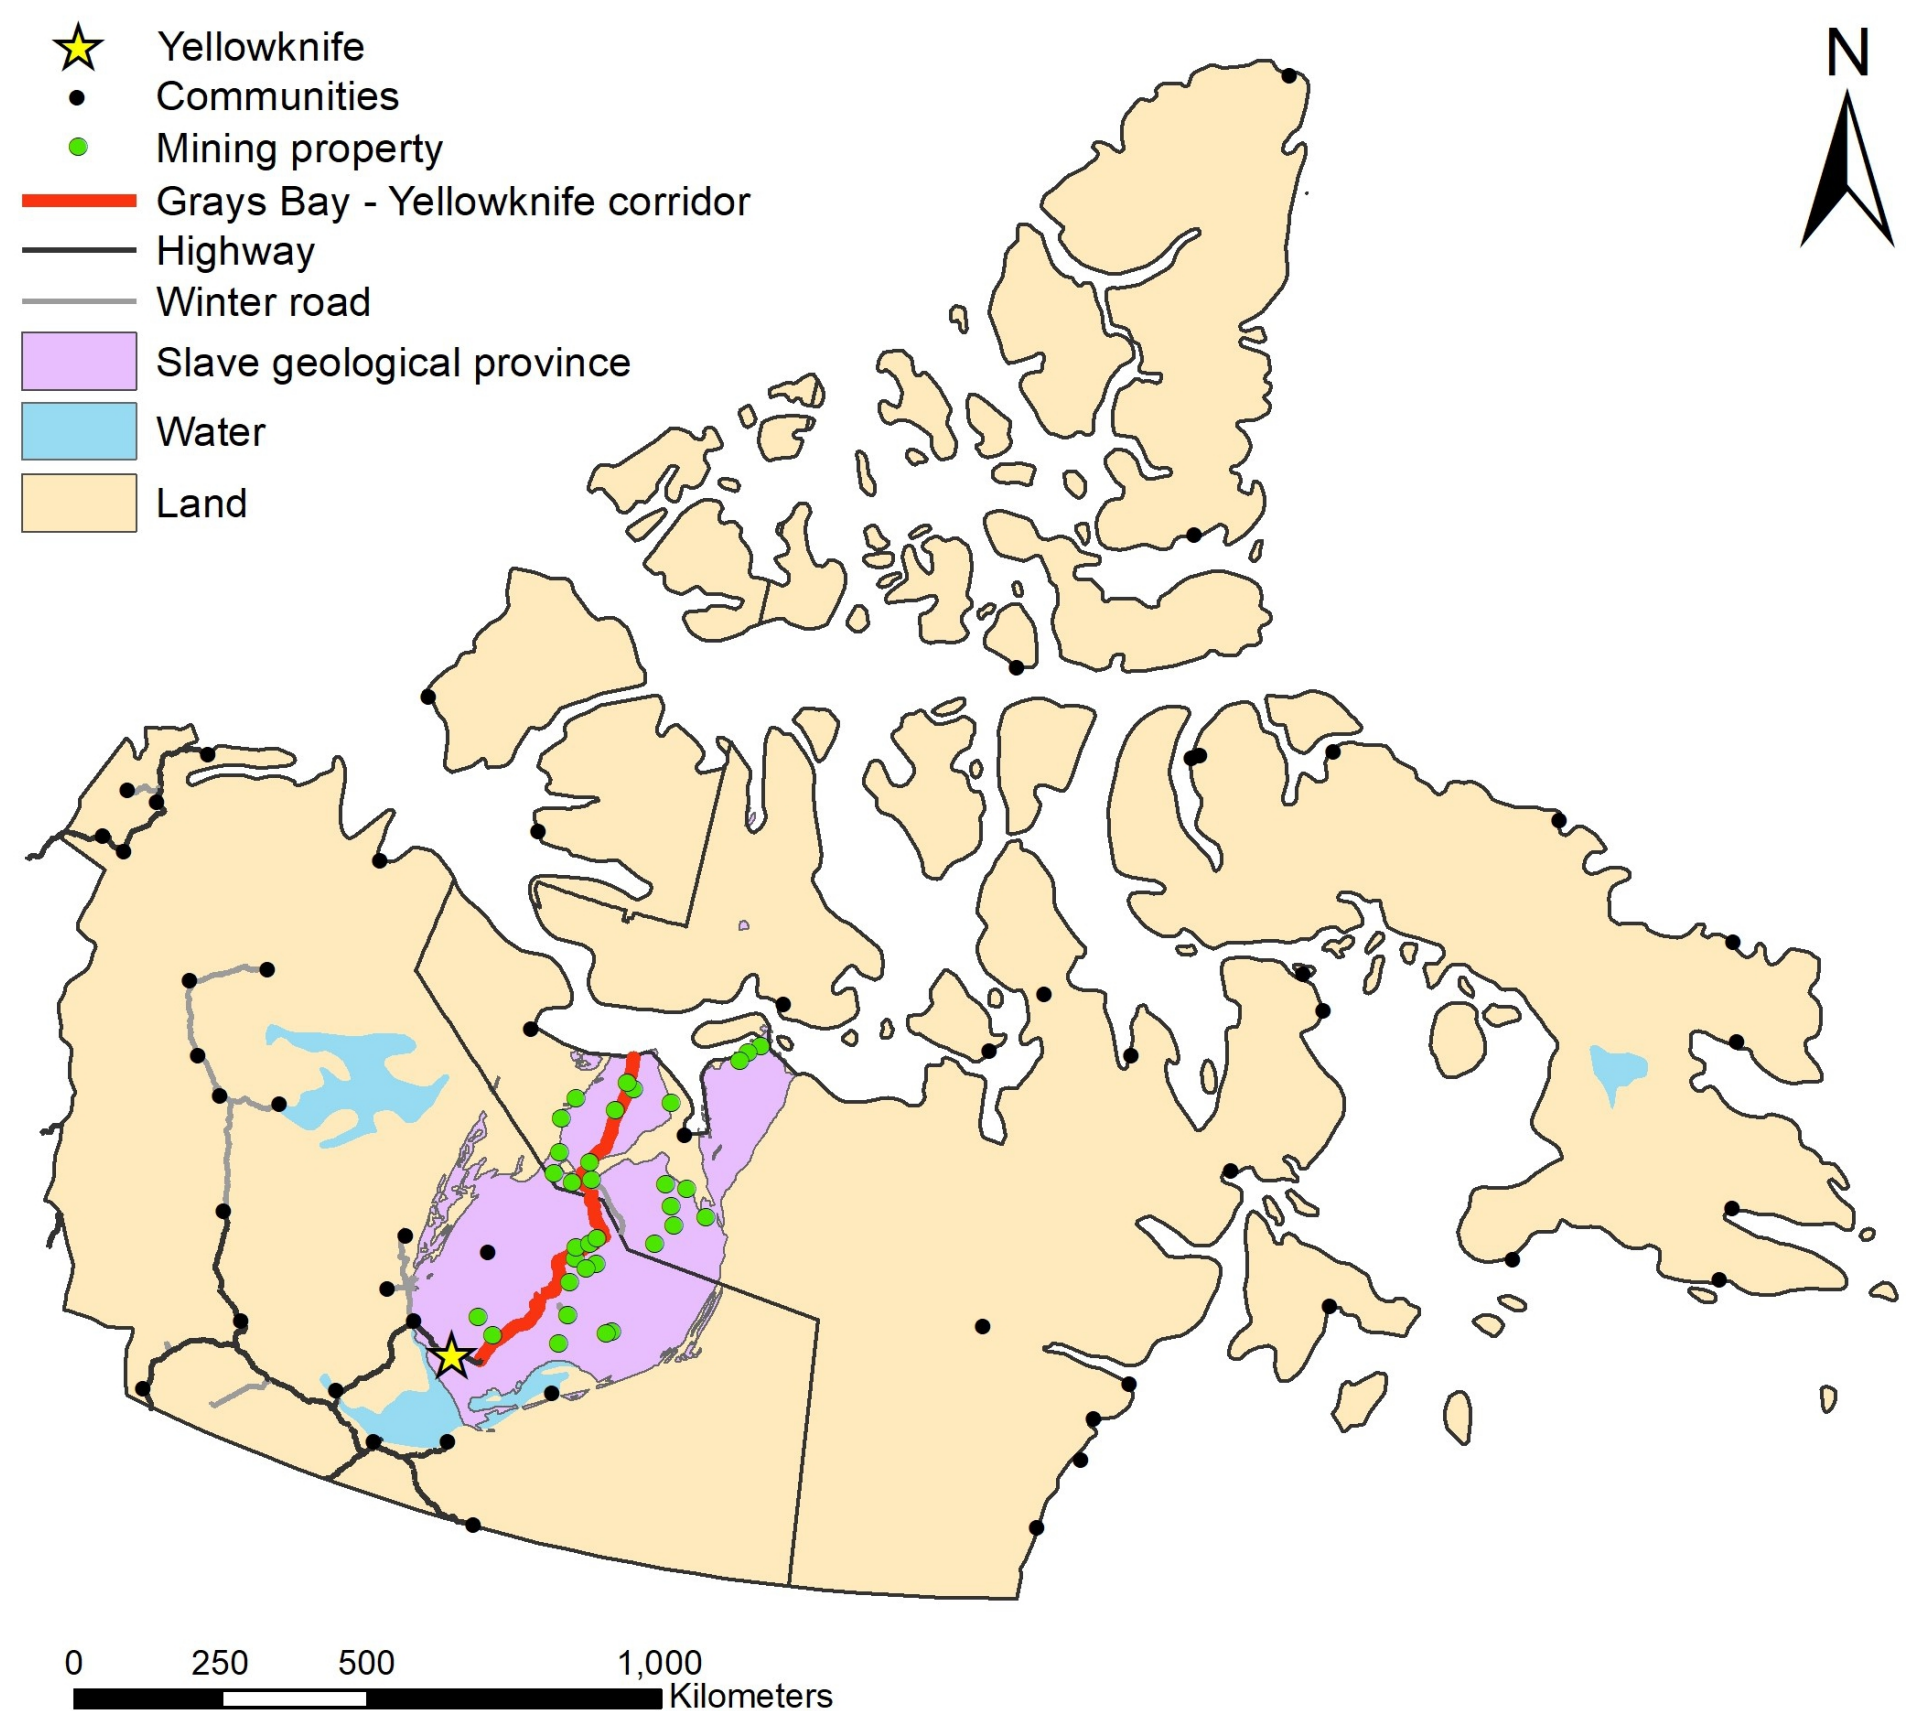 Yellowknife
Communities
Mining property
Grays Bay - Yellowknife corridor
Highway
Winter road
Slave geological province
Water
Land
N
0 250 500 1,000
Kilometers